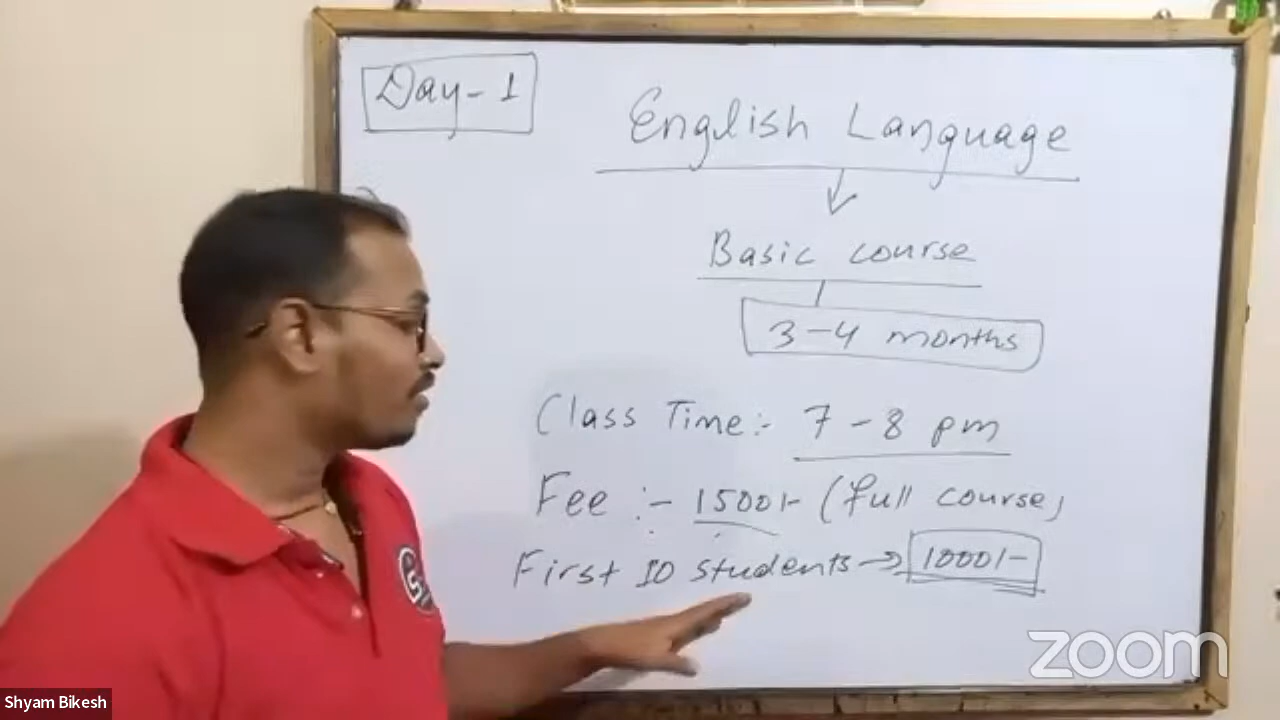 Day-1
English Language
Basic course
3-4 months
Class Time:- 7-8 pm
Fee :- 1500/- (full course)
First 10 students → 1000/-
zoom
Shyam Bikesh